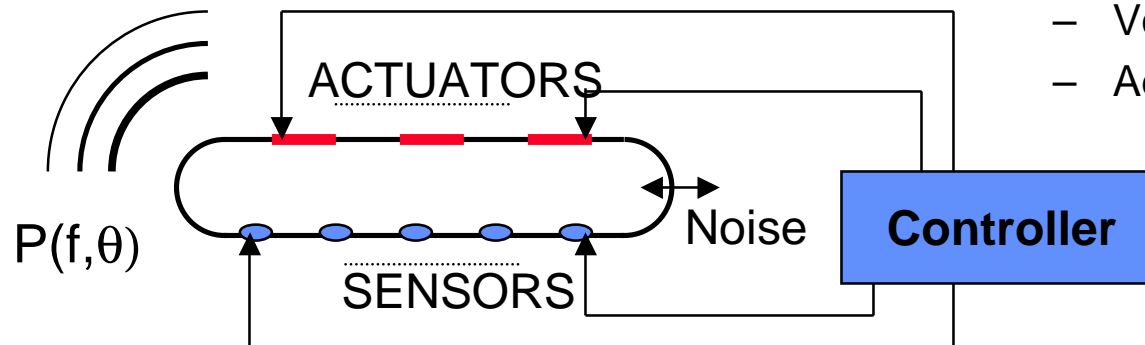 ACTUATORS
P(f,θ)
Noise
Controller
SENSORS